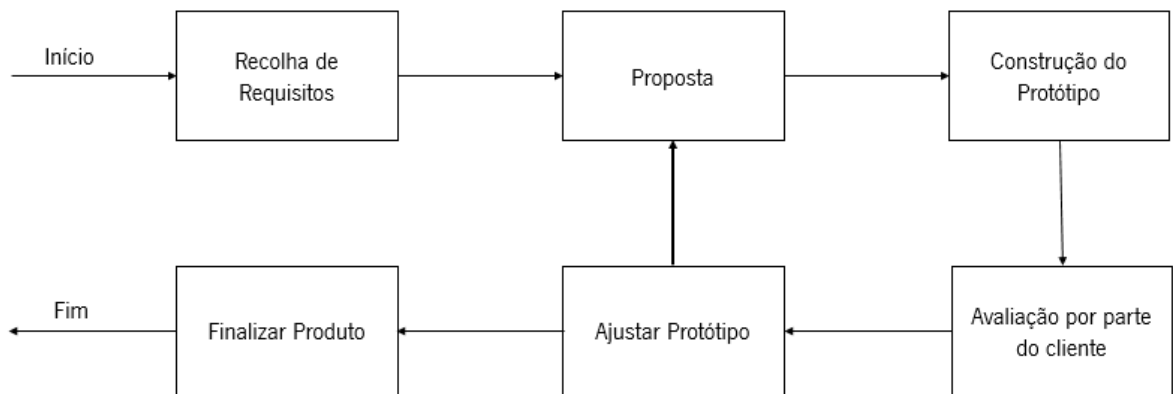 Início
Recolha de
Requisitos
Proposta
Construção do
Protótipo
Fim
Finalizar Produto
Ajustar Protótipo
Avaliação por parte
do cliente